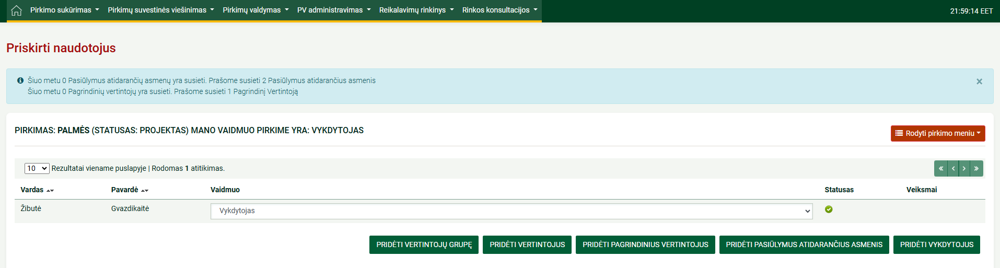 Pirkimo sukūrimas Pirkimų suvestinės viešinimas Pirkimų valdymas PV administravimas Reikalavimų rinkinys Rinkos konsultacijos 21:59:14 EET
Priskirti naudotojus
Šiuo metu 0 Pasiūlymus atidarančių asmenų yra susieti. Prašome susieti 2 Pasiūlymus atidarančius asmenis ×
Šiuo metu 0 Pagrindinių vertintojų yra susieti. Prašome susieti 1 Pagrindinį Vertintoją
PIRKIMAS: PALMĖS (STATUSAS: PROJEKTAS) MANO VAIDMUO PIRKIME YRA: VYKDYTOJAS
Rodyti pirkimo meniu
10 Rezultatai viename puslapyje | Rodomas 1 atitikimas. « ‹ › »
Vardas Pavardė Vaidmuo Statusas Veiksmai
Žibutė Gvazdikaitė Vykdytojas
PRIDĖTI VERTINTOJŲ GRUPĘ PRIDĖTI VERTINTOJUS PRIDĖTI PAGRINDINIUS VERTINTOJUS PRIDĖTI PASIŪLYMUS ATIDARANČIUS ASMENIS PRIDĖTI VYKDYTOJUS